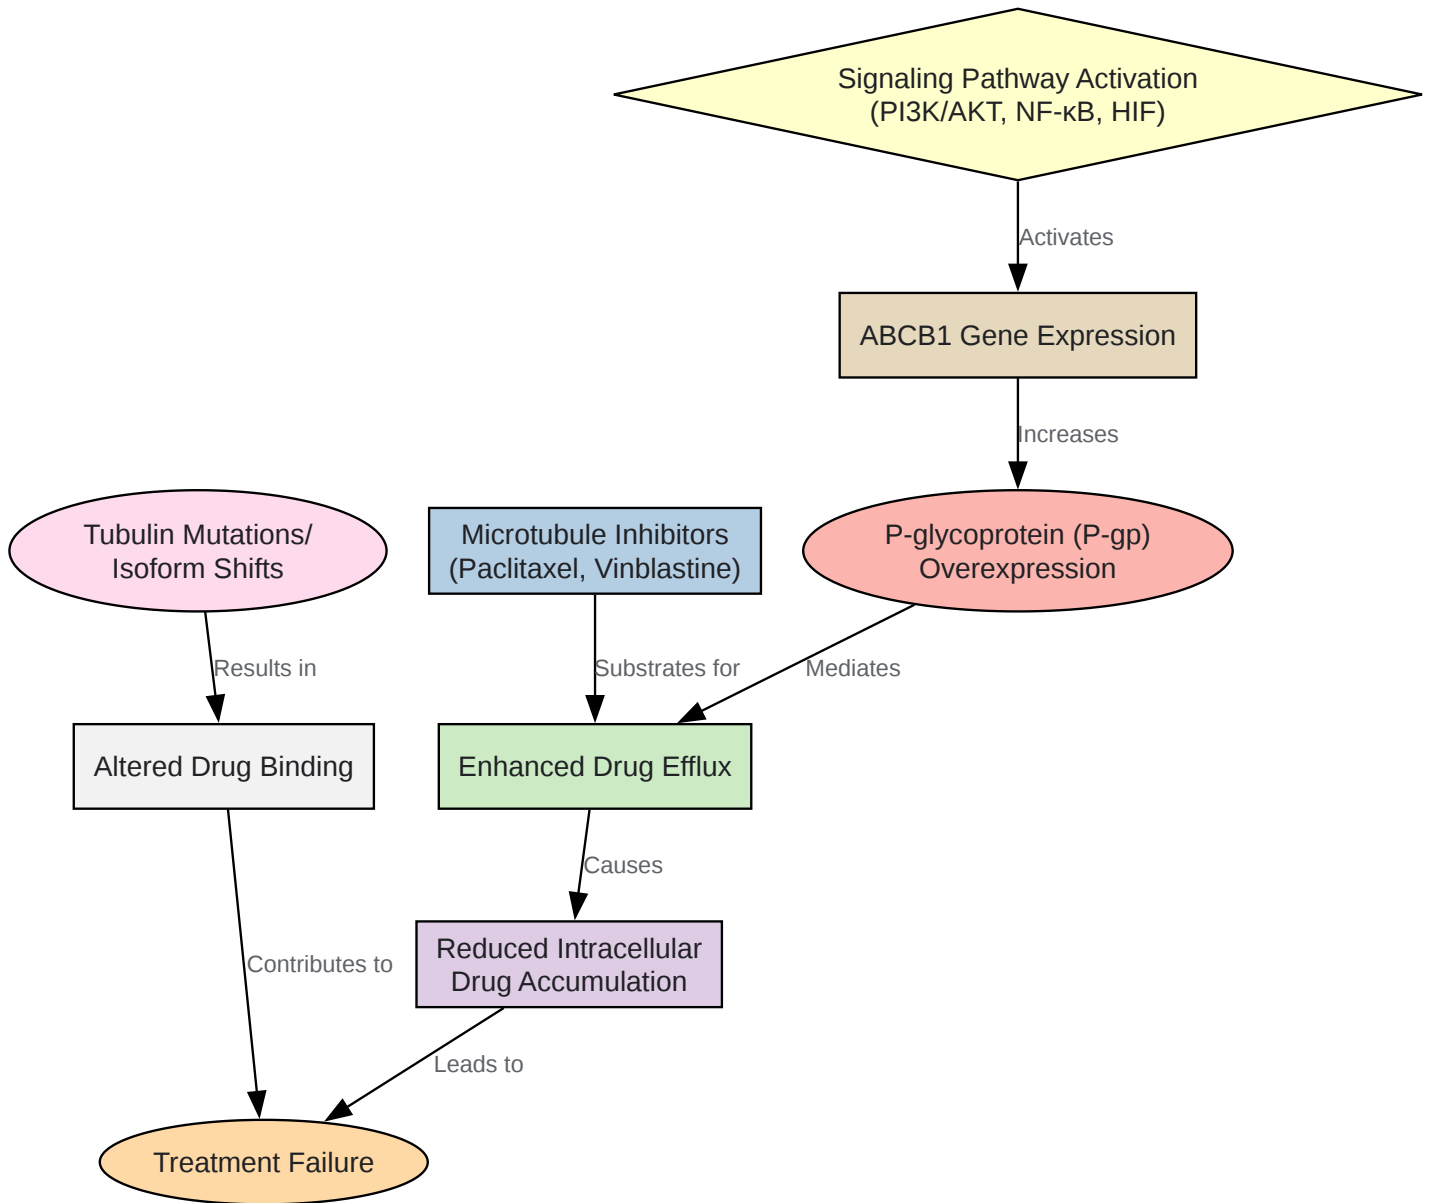 Signaling Pathway Activation
(PI3K/AKT, NF-κB, HIF)
Activates
ABCB1 Gene Expression
Increases
Tubulin Mutations/
Isoform Shifts
Microtubule Inhibitors
(Paclitaxel, Vinblastine)
P-glycoprotein (P-gp)
Overexpression
Results in
Substrates for
Mediates
Altered Drug Binding
Enhanced Drug Efflux
Causes
Reduced Intracellular
Drug Accumulation
Contributes to
Leads to
Treatment Failure